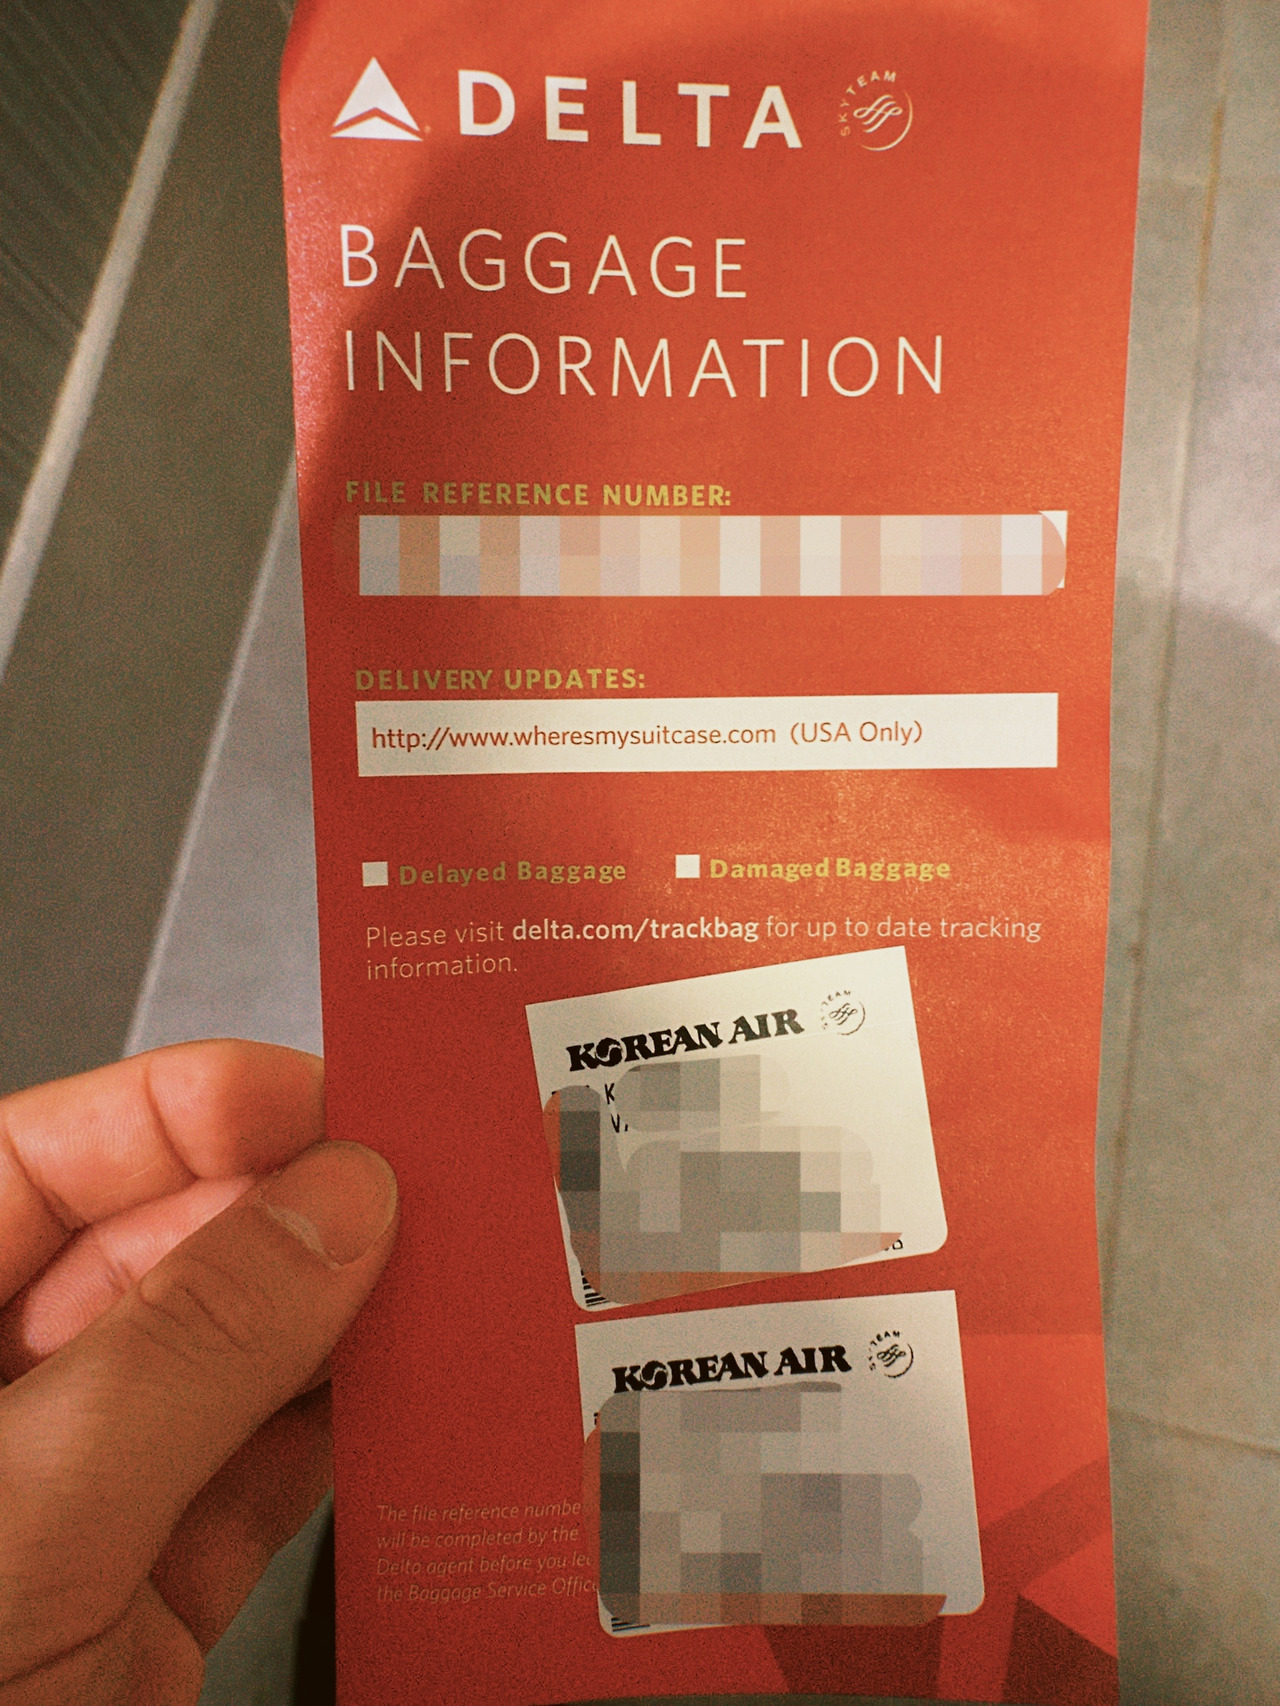 DELTA SKYTEAM
BAGGAGE
INFORMATION
FILE REFERENCE NUMBER:
DELIVERY UPDATES:
http://www.wheresmysuitcase.com (USA Only)
Delayed Baggage Damaged Baggage
Please visit delta.com/trackbag for up to date tracking
information.
KOREAN AIR SKYTEAM
K
KOREAN AIR SKYTEAM
The file reference numbe
will be completed by the
Delta agent before you le
the Baggage Service Offic